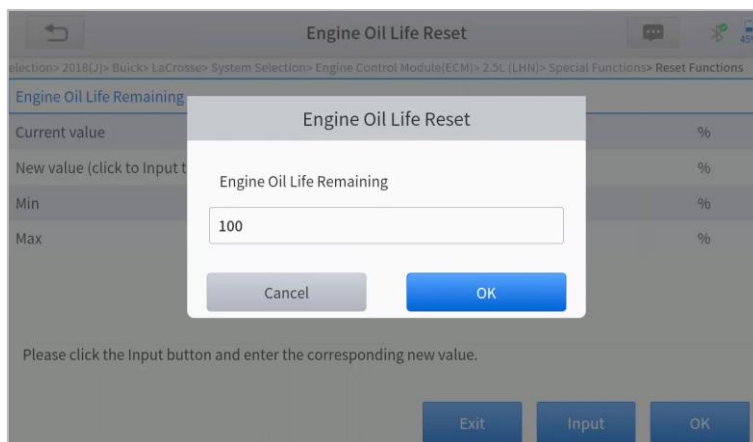 Engine Oil Life Reset
election> 2018(J)> Buick> LaCrosse> System Selection> Engine Control Module(ECM)> 2.5L (LHN)> Special Functions> Reset Functions
Engine Oil Life Remaining
Current value %
New value (click to Input t %
Min %
Max %
Engine Oil Life Reset
Engine Oil Life Remaining
100
Cancel OK
Please click the Input button and enter the corresponding new value.
Exit Input OK